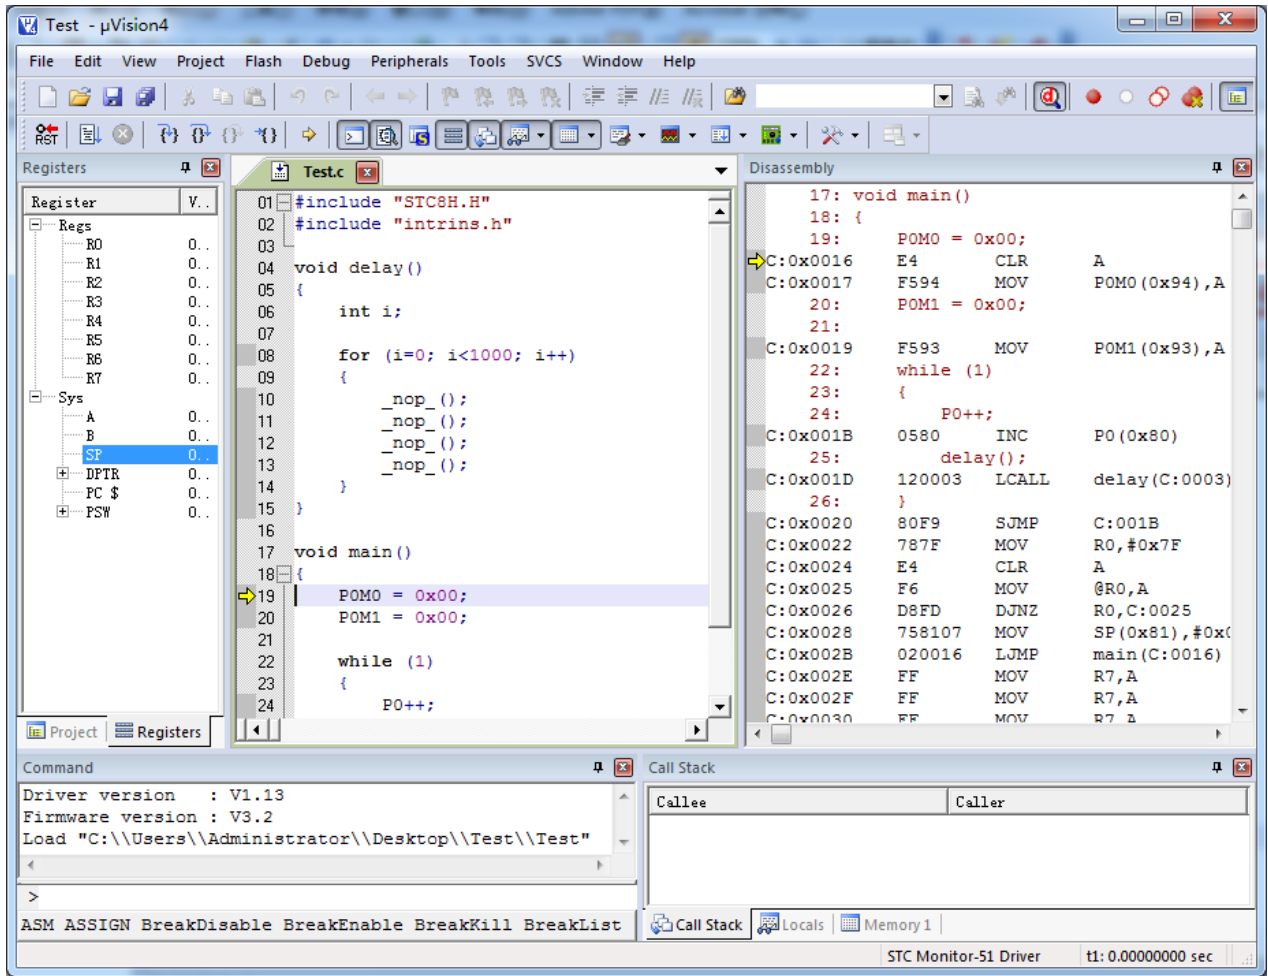 Test - µVision4
File Edit View Project Flash Debug Peripherals Tools SVCS Window Help
RST
Registers
Register V..
Regs
R0 0..
R1 0..
R2 0..
R3 0..
R4 0..
R5 0..
R6 0..
R7 0..
Sys
A 0..
B 0..
SP 0..
DPTR 0..
PC $ 0..
PSW 0..
Project Registers
Test.c
01 #include "STC8H.H"
02 #include "intrins.h"
03
04 void delay()
05 {
06 int i;
07
08 for (i=0; i<1000; i++)
09 {
10 _nop_();
11 _nop_();
12 _nop_();
13 _nop_();
14 }
15 }
16
17 void main()
18 {
19 P0M0 = 0x00;
20 P0M1 = 0x00;
21
22 while (1)
23 {
24 P0++;
Disassembly
17: void main()
18: {
19: P0M0 = 0x00;
C:0x0016 E4 CLR A
C:0x0017 F594 MOV P0M0(0x94),A
20: P0M1 = 0x00;
21:
C:0x0019 F593 MOV P0M1(0x93),A
22: while (1)
23: {
24: P0++;
C:0x001B 0580 INC P0(0x80)
25: delay();
C:0x001D 120003 LCALL delay(C:0003)
26: }
C:0x0020 80F9 SJMP C:001B
C:0x0022 787F MOV R0,#0x7F
C:0x0024 E4 CLR A
C:0x0025 F6 MOV @R0,A
C:0x0026 D8FD DJNZ R0,C:0025
C:0x0028 758107 MOV SP(0x81),#0x0
C:0x002B 020016 LJMP main(C:0016)
C:0x002E FF MOV R7,A
C:0x002F FF MOV R7,A
C:0x0030 FF MOV R7,A
Command
Driver version : V1.13
Firmware version : V3.2
Load "C:\\Users\\Administrator\\Desktop\\Test\\Test"
>
ASM ASSIGN BreakDisable BreakEnable BreakKill BreakList
Call Stack
Callee Caller
Call Stack Locals Memory 1
STC Monitor-51 Driver t1: 0.00000000 sec